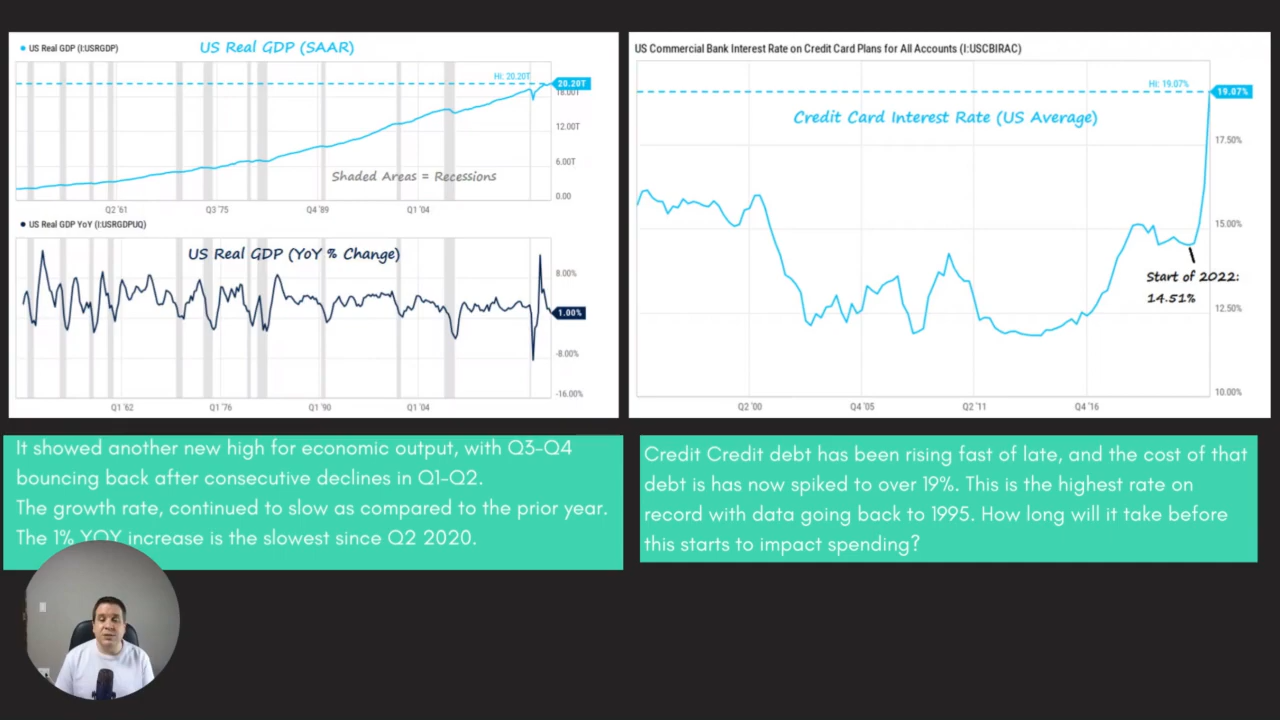 US Real GDP (I:USRGDP)
US Real GDP (SAAR)
Hi: 20.20T
20.20T
18.00T
12.00T
6.00T
0.00
Shaded Areas = Recessions
Q2 '61
Q3 '75
Q4 '89
Q1 '04
US Real GDP YoY (I:USRGDPUQ)
US Real GDP (YoY % Change)
8.00%
1.00%
-8.00%
-16.00%
Q1 '62
Q1 '76
Q1 '90
Q1 '04
It showed another new high for economic output, with Q3-Q4
bouncing back after consecutive declines in Q1-Q2.
The growth rate, continued to slow as compared to the prior year.
The 1% YOY increase is the slowest since Q2 2020.
US Commercial Bank Interest Rate on Credit Card Plans for All Accounts (I:USCBIRAC)
Hi: 19.07%
19.07%
Credit Card Interest Rate (US Average)
17.50%
15.00%
Start of 2022:
14.51%
12.50%
10.00%
Q2 '00
Q4 '05
Q2 '11
Q4 '16
Credit Credit debt has been rising fast of late, and the cost of that
debt is has now spiked to over 19%. This is the highest rate on
record with data going back to 1995. How long will it take before
this starts to impact spending?